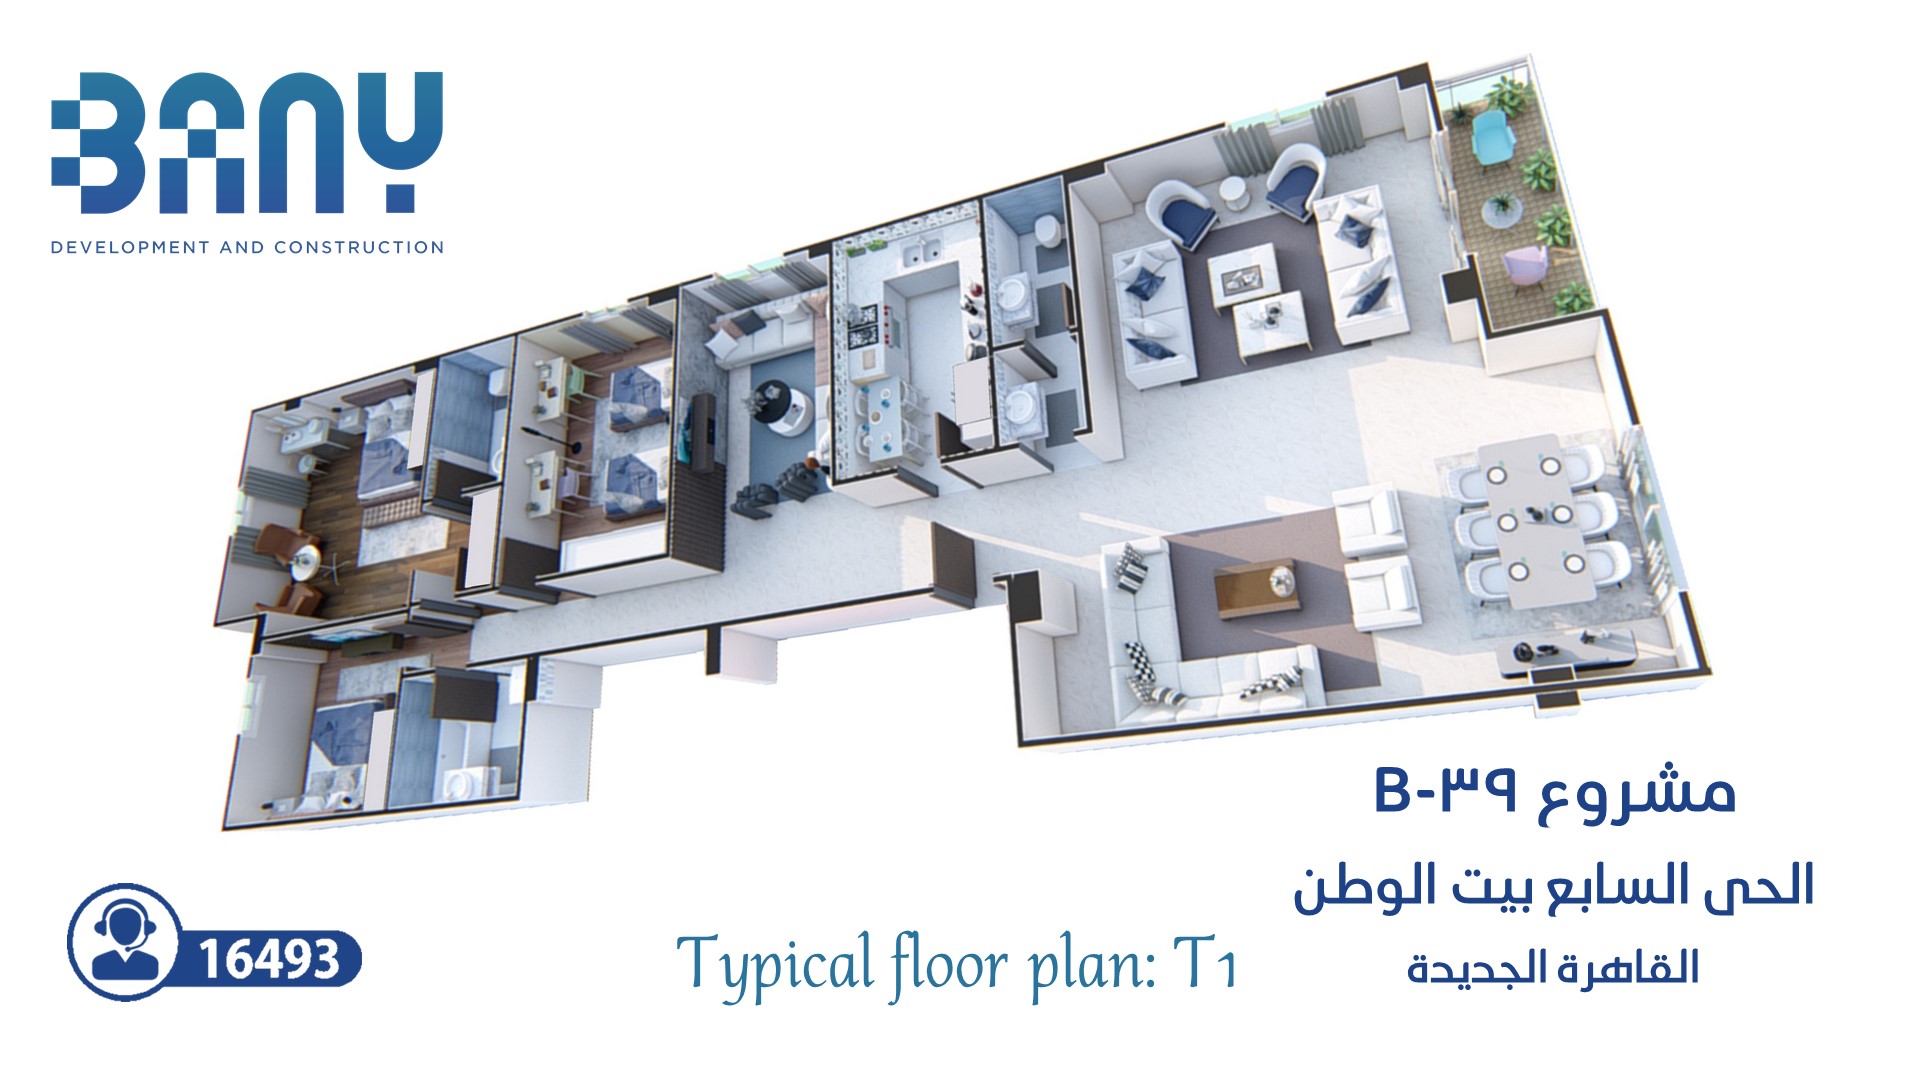 BANY
DEVELOPMENT AND CONSTRUCTION
مشروع B-٣٩
الحى السابع بيت الوطن
القاهرة الجديدة
Typical floor plan: T1
16493